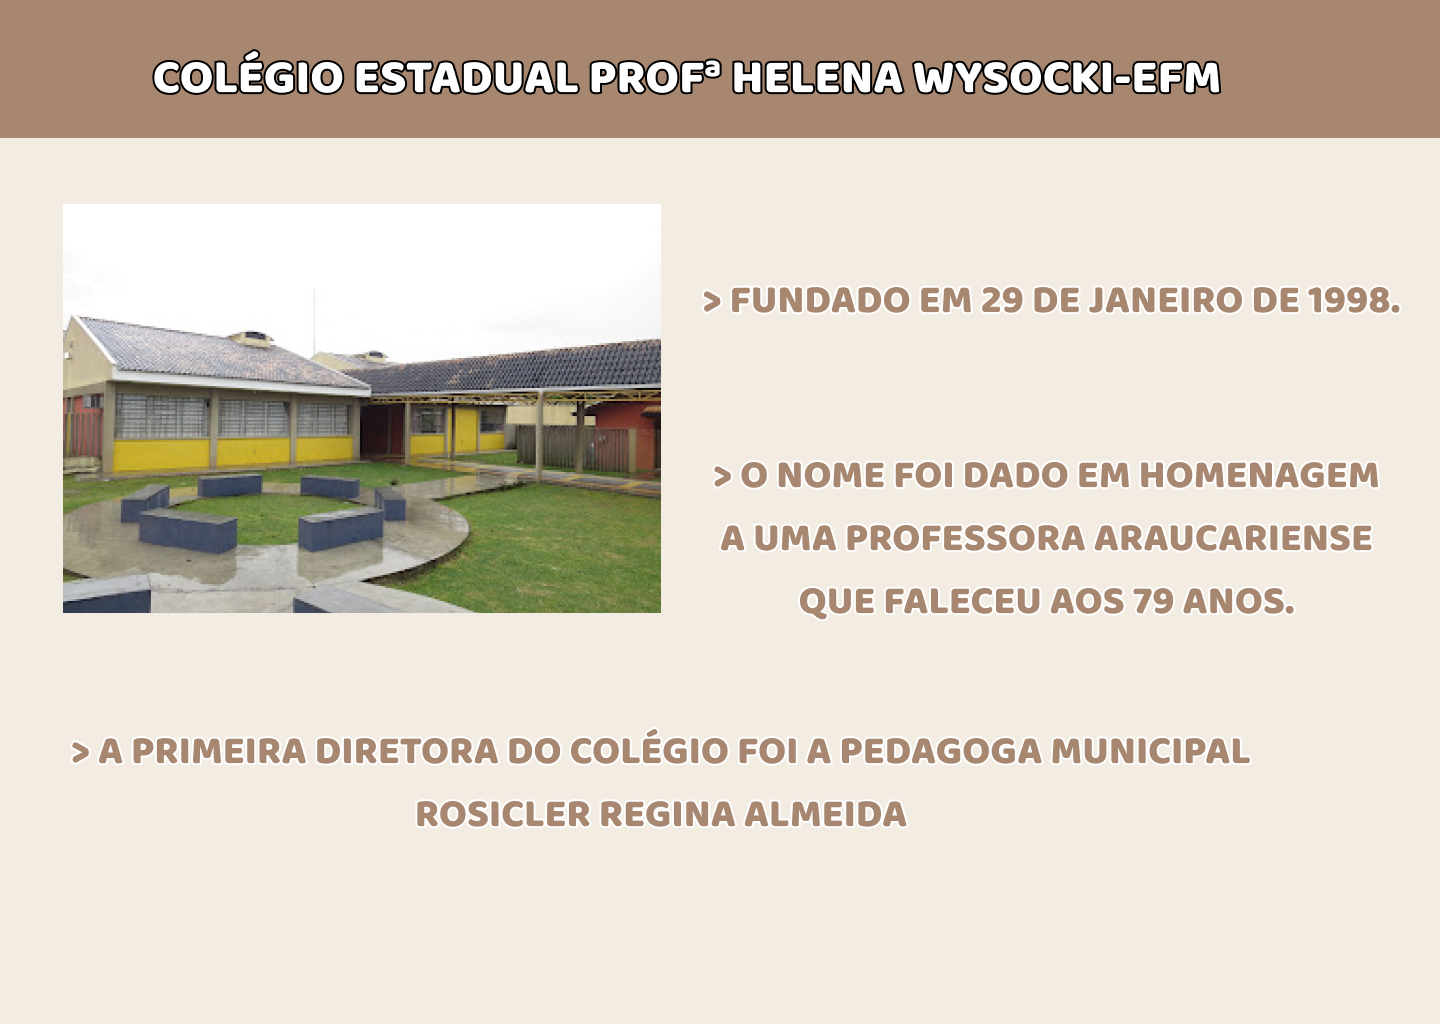 COLÉGIO ESTADUAL PROFª HELENA WYSOCKI-EFM
> FUNDADO EM 29 DE JANEIRO DE 1998.
> O NOME FOI DADO EM HOMENAGEM
A UMA PROFESSORA ARAUCARIENSE
QUE FALECEU AOS 79 ANOS.
> A PRIMEIRA DIRETORA DO COLÉGIO FOI A PEDAGOGA MUNICIPAL
ROSICLER REGINA ALMEIDA